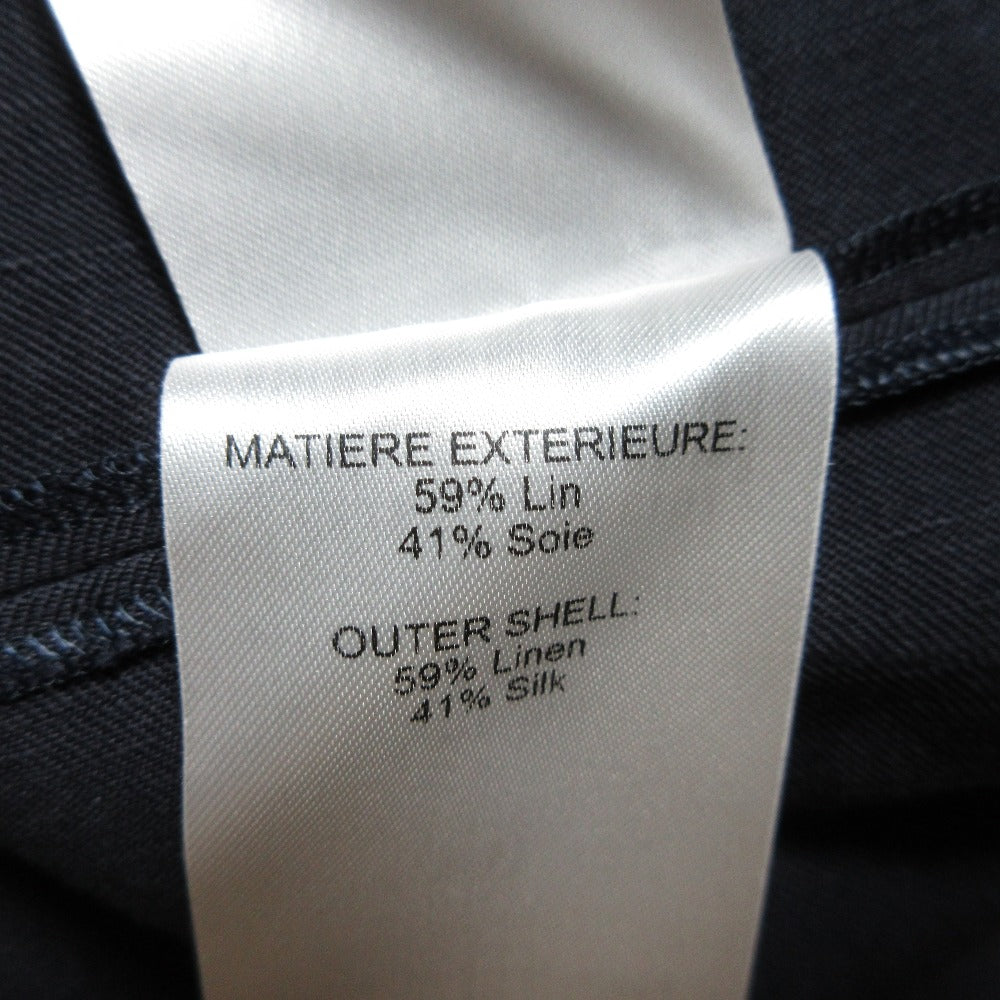 MATIERE EXTERIEURE:
59% Lin
41% Soie
OUTER SHELL:
59% Linen
41% Silk